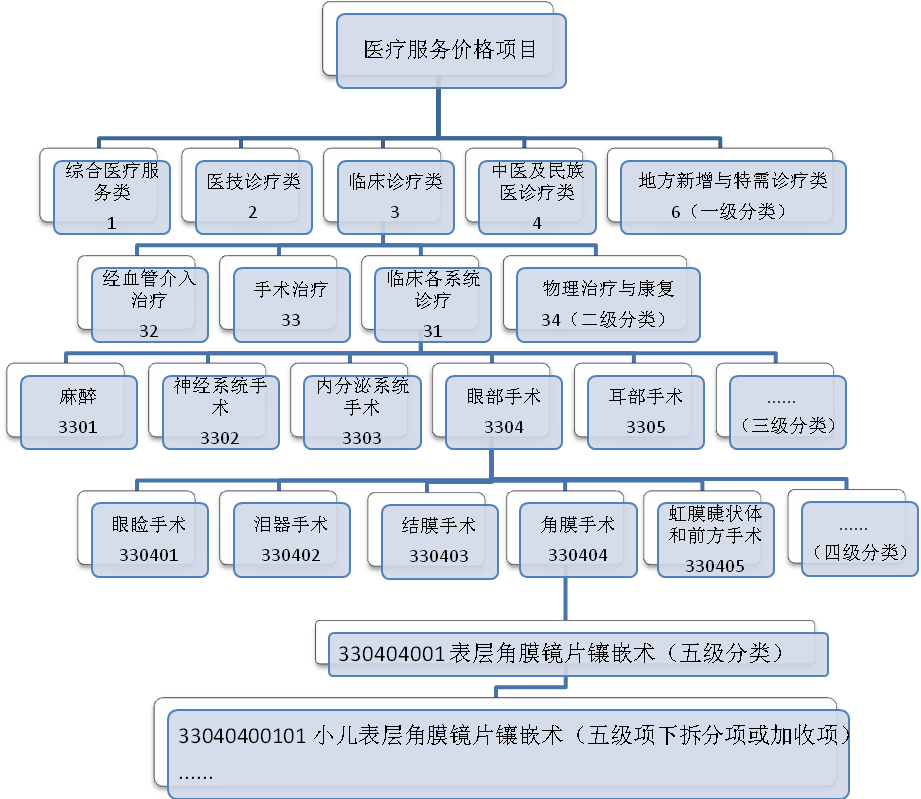 医疗服务价格项目
综合医疗服
务类
1
医技诊疗类
2
临床诊疗类
3
中医及民族
医诊疗类
4
地方新增与特需诊疗类
6（一级分类）
经血管介入
治疗
32
手术治疗
33
临床各系统
诊疗
31
物理治疗与康复
34（二级分类）
麻醉
3301
神经系统手
术
3302
内分泌系统
手术
3303
眼部手术
3304
耳部手术
3305
......
（三级分类）
眼睑手术
330401
泪器手术
330402
结膜手术
330403
角膜手术
330404
虹膜睫状体
和前方手术
330405
......
（四级分类）
330404001 表层角膜镜片镶嵌术（五级分类）
33040400101 小儿表层角膜镜片镶嵌术（五级项下拆分项或加收项）
......